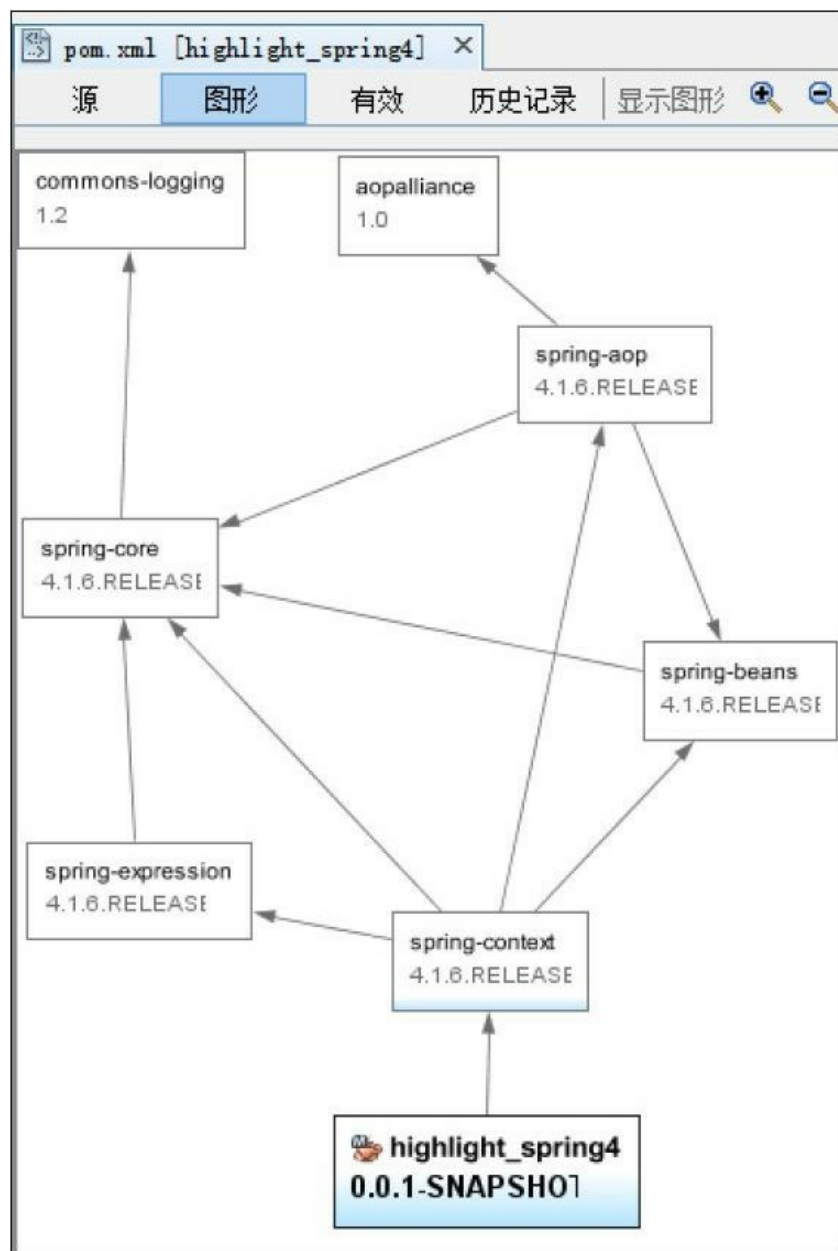 pom.xml [highlight_spring4]
源 图形 有效 历史记录 显示图形
commons-logging
1.2
aopalliance
1.0
spring-aop
4.1.6.RELEASE
spring-core
4.1.6.RELEASE
spring-beans
4.1.6.RELEASE
spring-expression
4.1.6.RELEASE
spring-context
4.1.6.RELEASE
highlight_spring4
0.0.1-SNAPSHOT